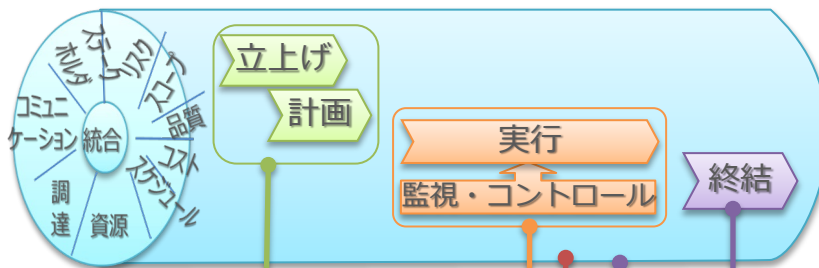 ステーク
ホルダ
リスク
スコープ
品質
コスト
スケジュール
資源
調
達
コミュニ
ケーション
統合
立上げ
計画
実行
監視・コントロール
終結